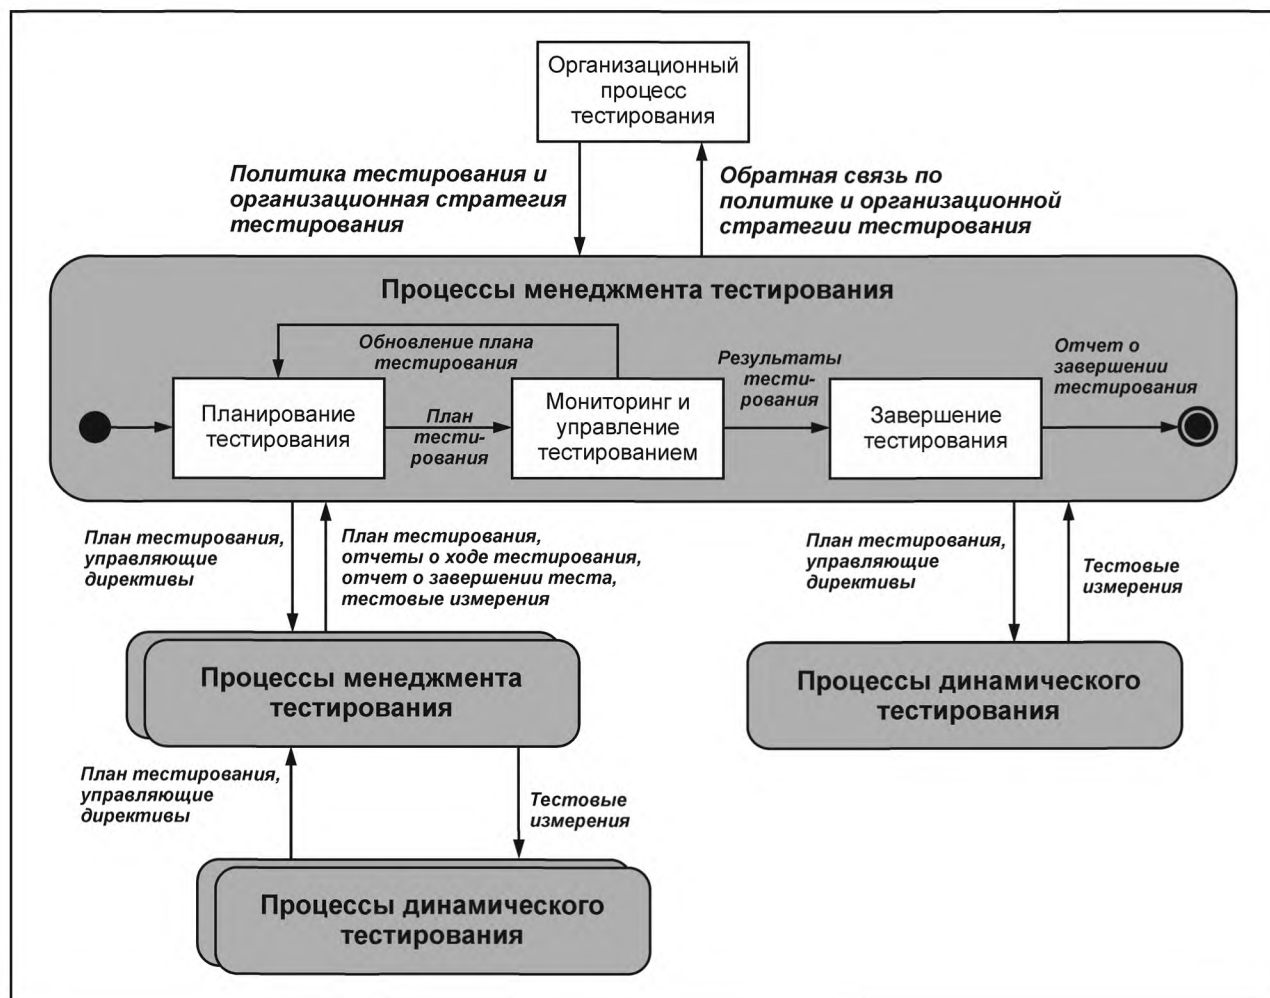 Организационный
процесс
тестирования
Политика тестирования и
организационная стратегия
тестирования
Обратная связь по
политике и организационной
стратегии тестирования
Процессы менеджмента тестирования
Обновление плана
тестирования
Результаты
тести-
рования
Отчет о
завершении
тестирования
Планирование
тестирования
План
тести-
рования
Мониторинг и
управление
тестированием
Завершение
тестирования
План тестирования,
управляющие
директивы
План тестирования,
отчеты о ходе тестирования,
отчет о завершении теста,
тестовые измерения
План тестирования,
управляющие
директивы
Тестовые
измерения
Процессы менеджмента
тестирования
Процессы динамического
тестирования
План тестирования,
управляющие
директивы
Тестовые
измерения
Процессы динамического
тестирования